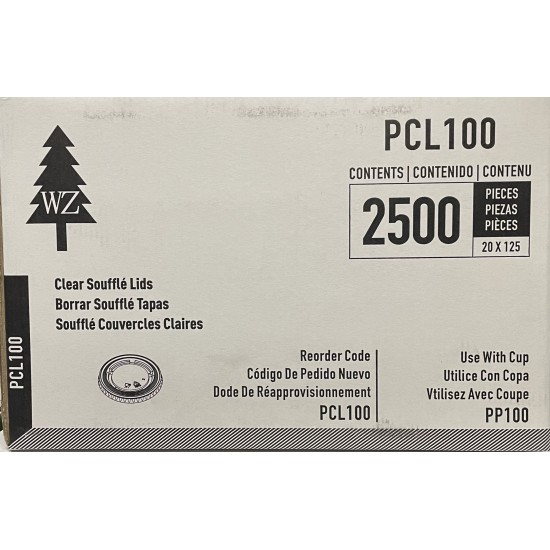 WZ
PCL100
CONTENTS | CONTENIDO | CONTENU
2500
PIECES
PIEZAS
PIÈCES
20 X 125
Clear Soufflé Lids
Borrar Soufflé Tapas
Soufflé Couvercles Claires
PCL100
Reorder Code
Código De Pedido Nuevo
Dode De Réapprovisionnement
PCL100
Use With Cup
Utilice Con Copa
Vtilisez Avec Coupe
PP100